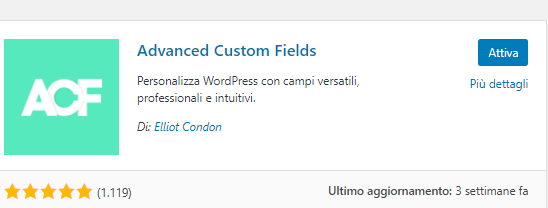 ACF
Advanced Custom Fields
Attiva
Personalizza WordPress con campi versatili,
professionali e intuitivi.
Più dettagli
Di: Elliot Condon
(1.119)
Ultimo aggiornamento: 3 settimane fa